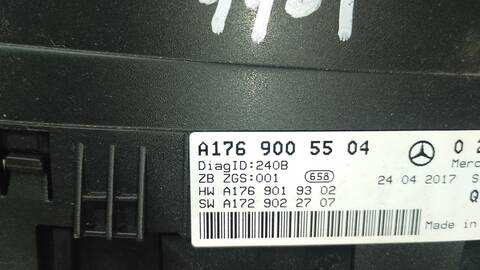 A176 900 55 04
DiagID:240B
ZB ZGS:001 658
24 04 2017
HW A176 901 93 02
SW A172 902 27 07
Made in